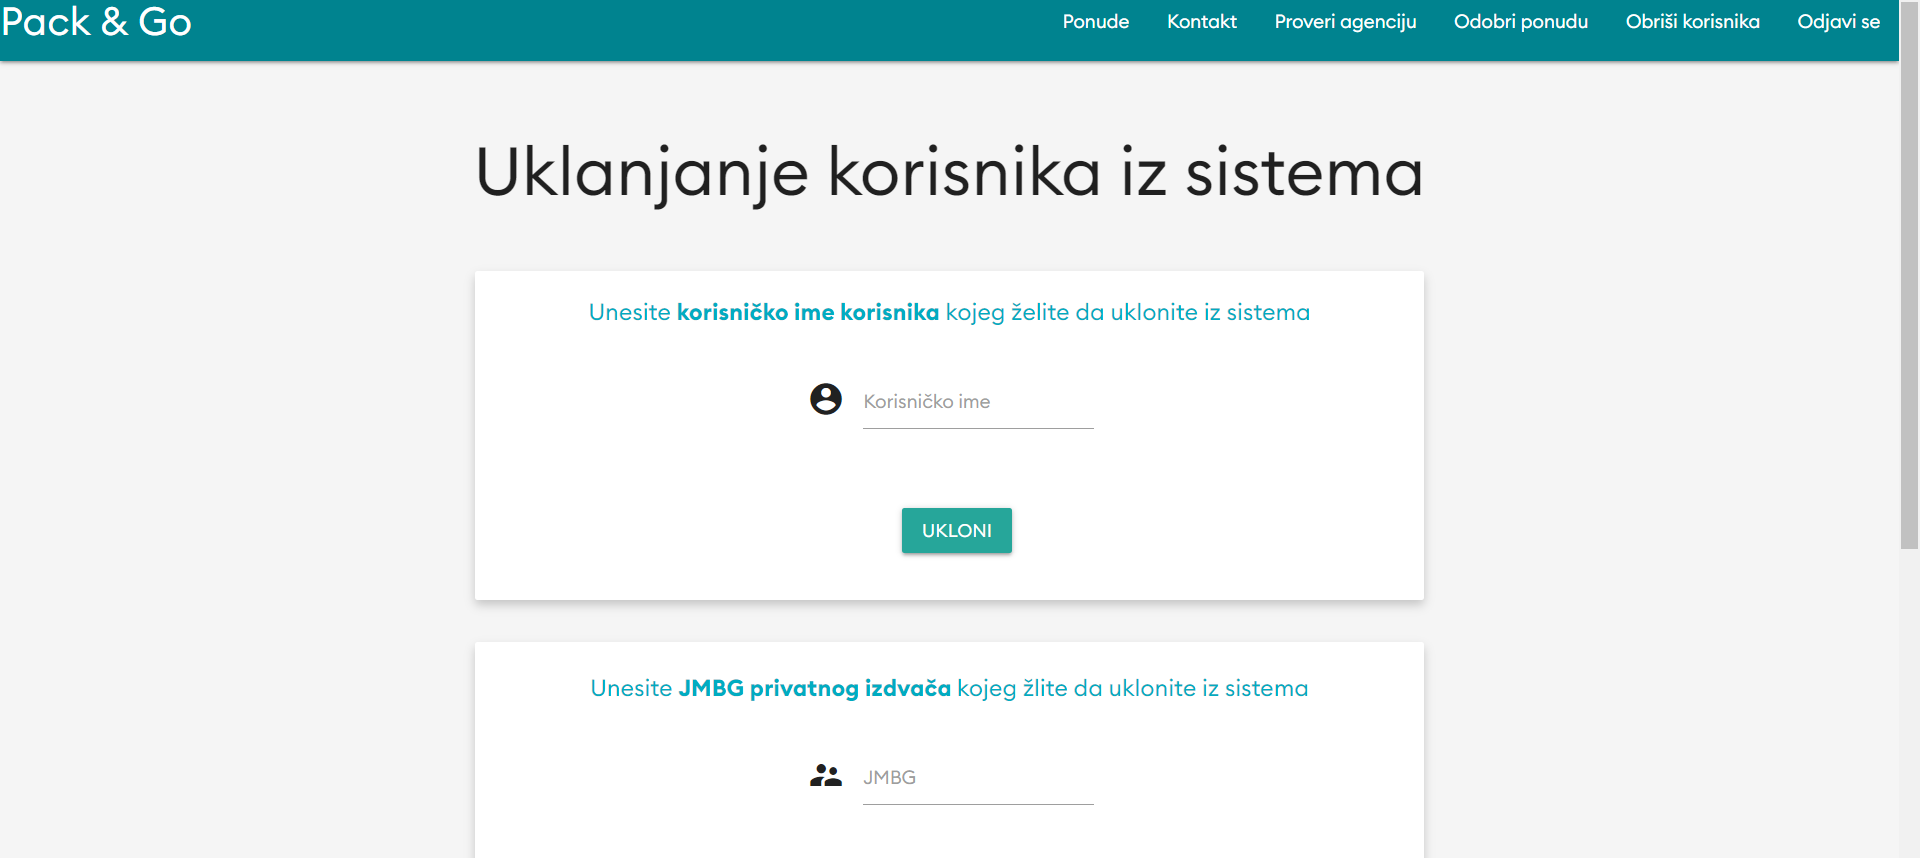 Pack & Go
Ponude Kontakt Proveri agenciju Odobri ponudu Obriši korisnika Odjavi se
Uklanjanje korisnika iz sistema
Unesite korisničko ime korisnika kojeg želite da uklonite iz sistema
Korisničko ime
UKLONI
Unesite JMBG privatnog izdvača kojeg žlite da uklonite iz sistema
JMBG